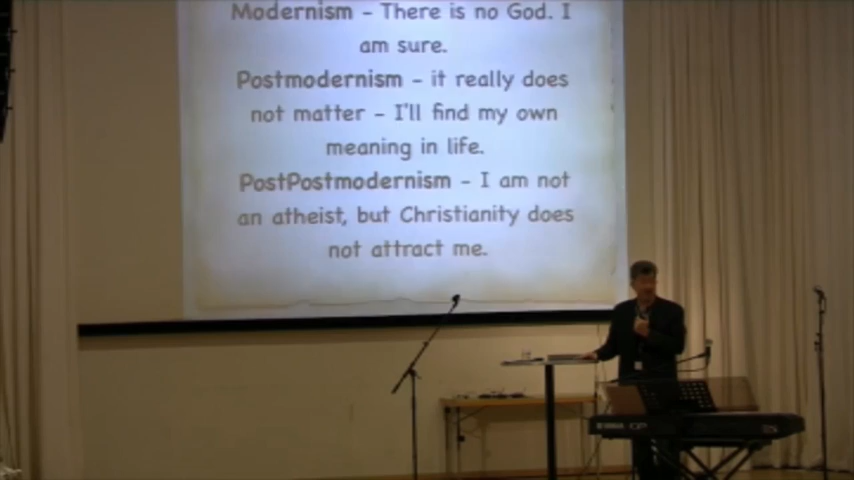 Modernism - There is no God. I
am sure.
Postmodernism - it really does
not matter - I'll find my own
meaning in life.
PostPostmodernism - I am not
an atheist, but Christianity does
not attract me.